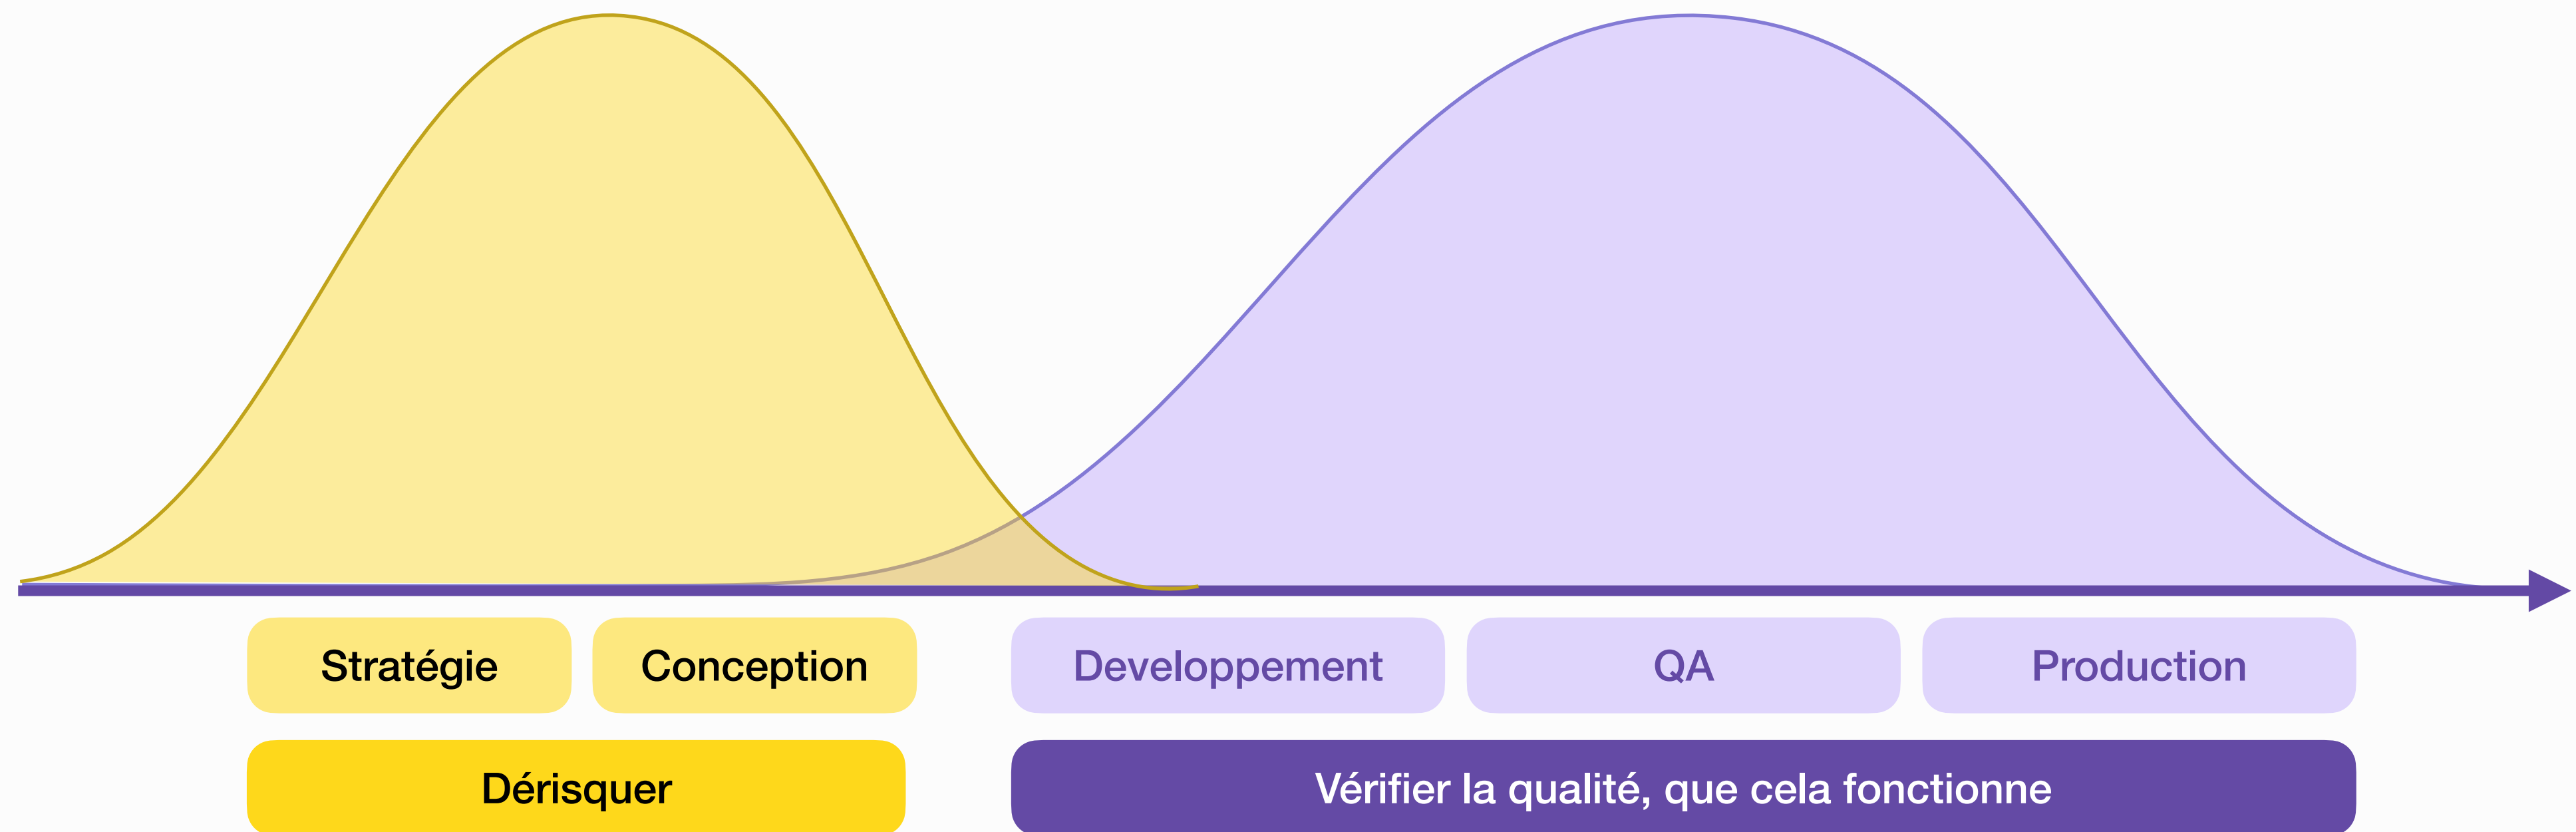 Stratégie
Conception
Developpement
QA
Production
Dérisquer
Vérifier la qualité, que cela fonctionne